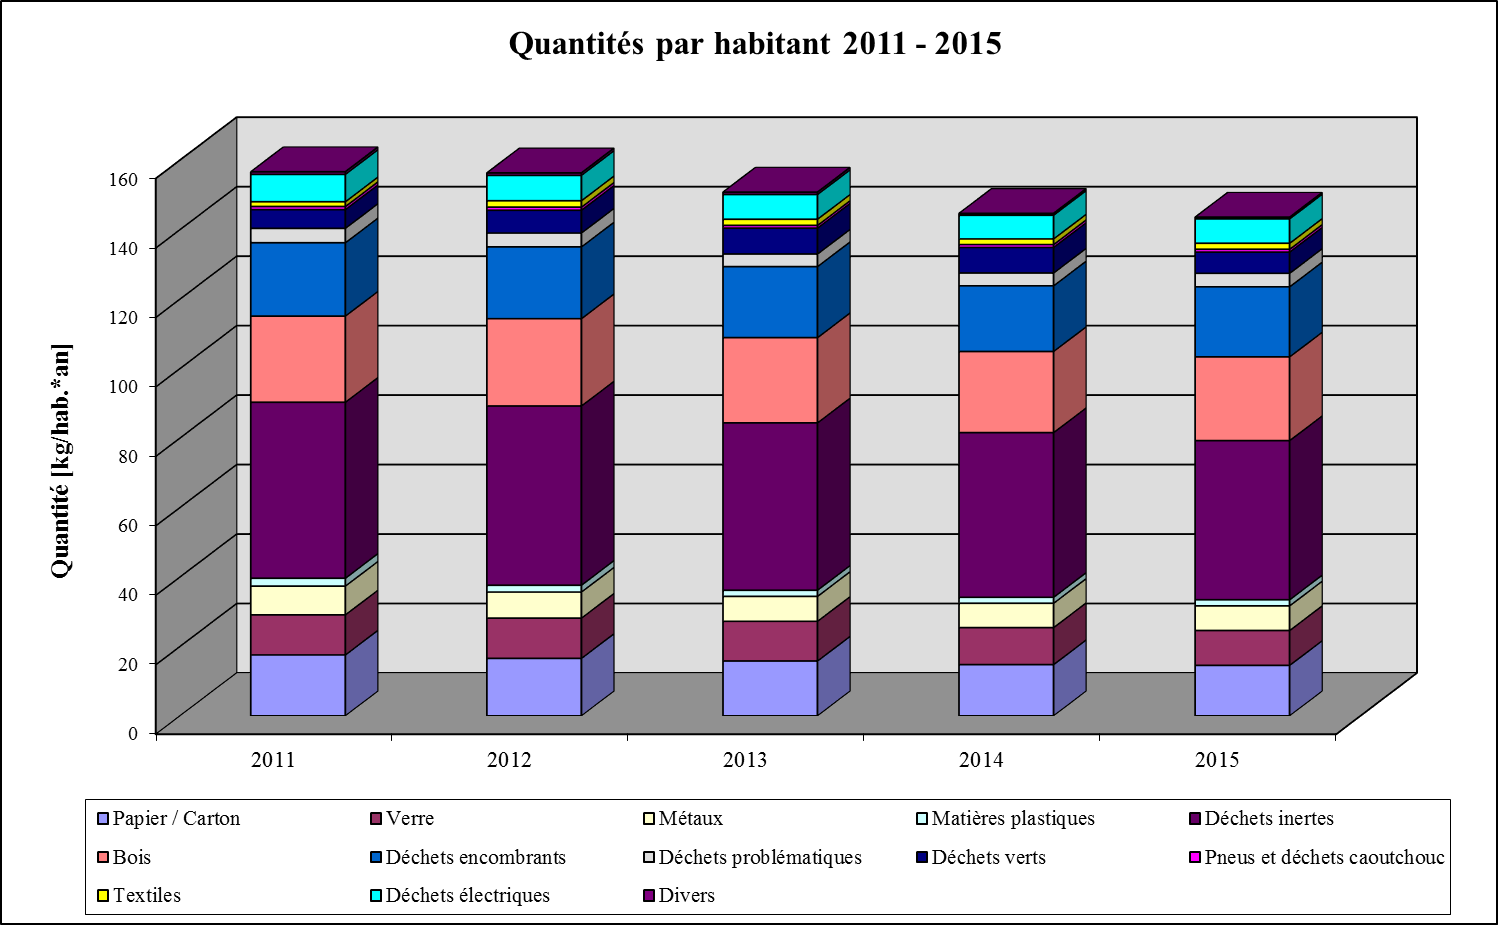 Quantités par habitant 2011 - 2015
Quantité [kg/hab.*an]
160
140
120
100
80
60
40
20
0
2011 2012 2013 2014 2015
Papier / Carton Verre Métaux Matières plastiques Déchets inertes
Bois Déchets encombrants Déchets problématiques Déchets verts Pneus et déchets caoutchouc
Textiles Déchets électriques Divers